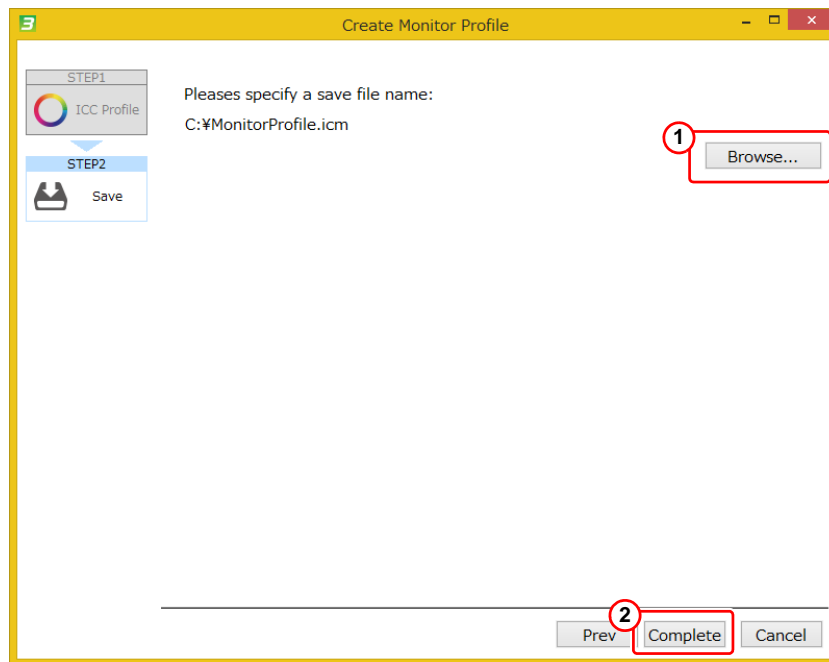 3
Create Monitor Profile
STEP1
ICC Profile
STEP2
Save
Pleases specify a save file name:
C:¥MonitorProfile.icm
1
Browse...
2
Prev
Complete
Cancel